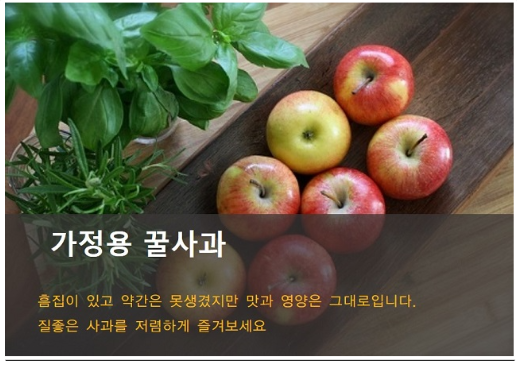 가정용 꿀사과
흠집이 있고 약간은 못생겼지만 맛과 영양은 그대로입니다.
질좋은 사과를 저렴하게 즐겨보세요